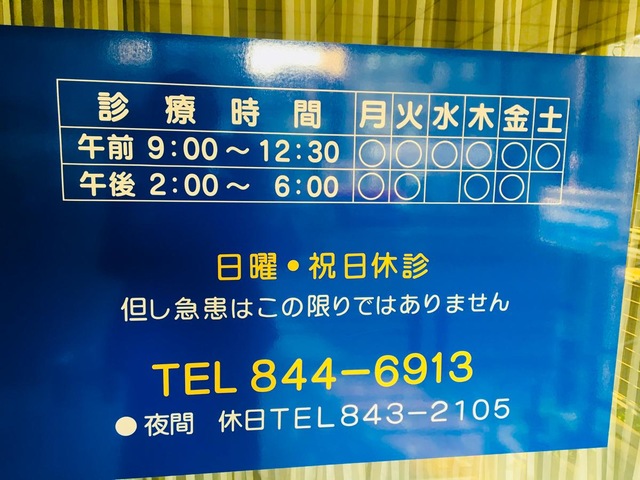 診療時間 月 火 水 木 金 土
午前 9:00～12:30 ○ ○ ○ ○ ○ ○
午後 2:00～ 6:00 ○ ○ ○ ○
日曜・祝日休診
但し急患はこの限りではありません
TEL 844-6913
●夜間 休日TEL843-2105